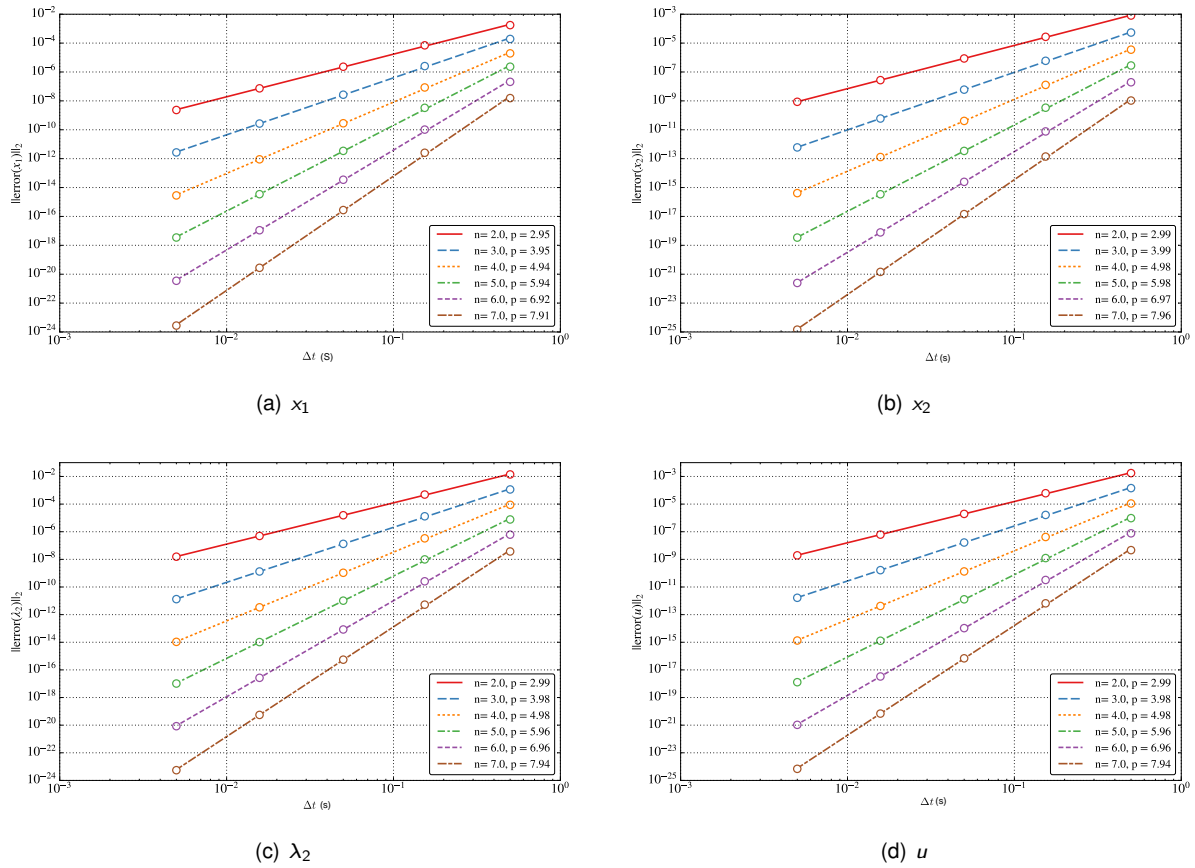 10⁻²
10⁻⁴
10⁻⁶
10⁻⁸
10⁻¹⁰
10⁻¹²
10⁻¹⁴
10⁻¹⁶
10⁻¹⁸
10⁻²⁰
10⁻²²
10⁻²⁴
||error(x₁)||₂
n= 2.0, p = 2.95
n= 3.0, p = 3.95
n= 4.0, p = 4.94
n= 5.0, p = 5.94
n= 6.0, p = 6.92
n= 7.0, p = 7.91
10⁻³ 10⁻² 10⁻¹ 10⁰
Δt (S)
(a) x₁
10⁻³
10⁻⁵
10⁻⁷
10⁻⁹
10⁻¹¹
10⁻¹³
10⁻¹⁵
10⁻¹⁷
10⁻¹⁹
10⁻²¹
10⁻²³
10⁻²⁵
||error(x₂)||₂
n= 2.0, p = 2.99
n= 3.0, p = 3.99
n= 4.0, p = 4.98
n= 5.0, p = 5.98
n= 6.0, p = 6.97
n= 7.0, p = 7.96
10⁻³ 10⁻² 10⁻¹ 10⁰
Δt (s)
(b) x₂
10⁻²
10⁻⁴
10⁻⁶
10⁻⁸
10⁻¹⁰
10⁻¹²
10⁻¹⁴
10⁻¹⁶
10⁻¹⁸
10⁻²⁰
10⁻²²
10⁻²⁴
||error(λ₂)||₂
n= 2.0, p = 2.99
n= 3.0, p = 3.98
n= 4.0, p = 4.98
n= 5.0, p = 5.96
n= 6.0, p = 6.96
n= 7.0, p = 7.94
10⁻³ 10⁻² 10⁻¹ 10⁰
Δt (S)
(c) λ₂
10⁻³
10⁻⁵
10⁻⁷
10⁻⁹
10⁻¹¹
10⁻¹³
10⁻¹⁵
10⁻¹⁷
10⁻¹⁹
10⁻²¹
10⁻²³
10⁻²⁵
||error(u)||₂
n= 2.0, p = 2.99
n= 3.0, p = 3.98
n= 4.0, p = 4.98
n= 5.0, p = 5.96
n= 6.0, p = 6.96
n= 7.0, p = 7.94
10⁻³ 10⁻² 10⁻¹ 10⁰
Δt (s)
(d) u